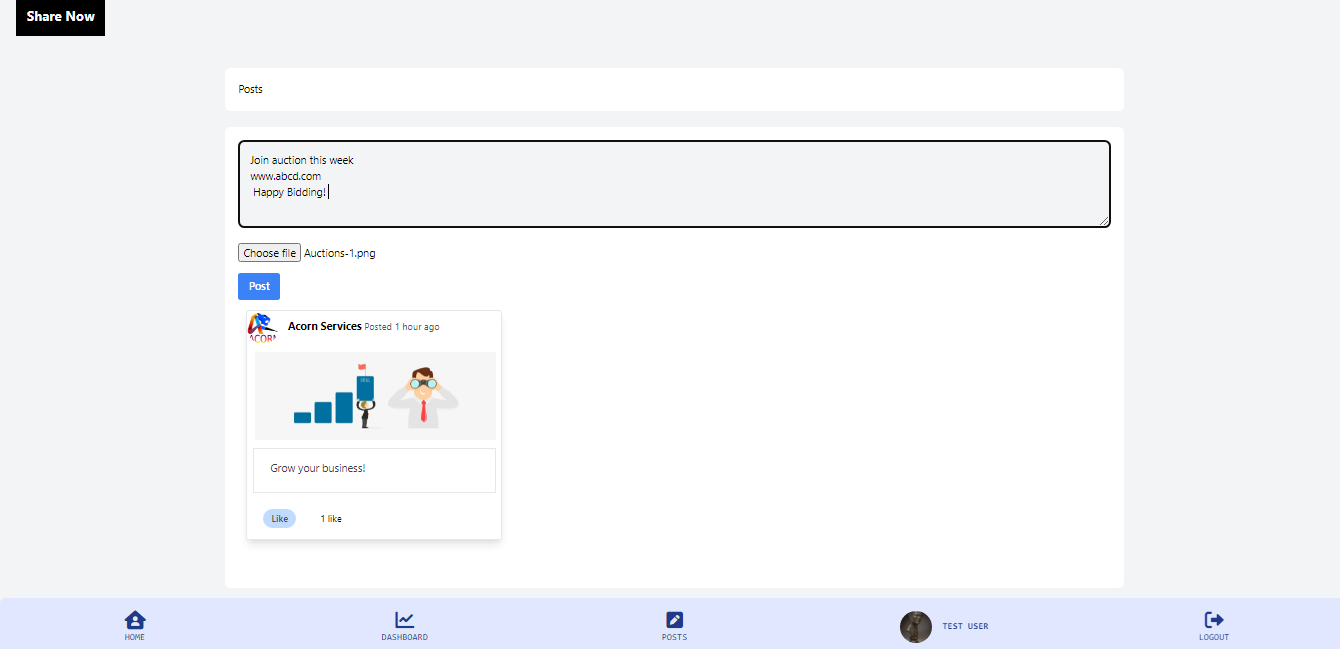 Share Now
Posts
Join auction this week
www.abcd.com
Happy Bidding!
Choose file Auctions-1.png
Post
ACORN
Acorn Services Posted 1 hour ago
Grow your business!
Like 1 like
HOME
DASHBOARD
POSTS
TEST USER
LOGOUT